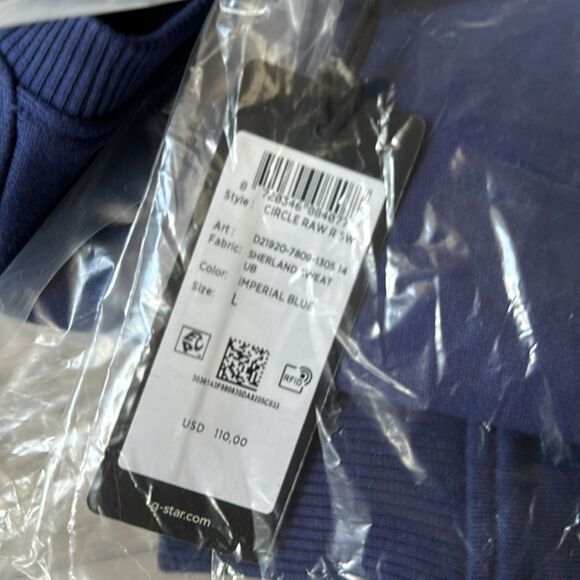 Style : CIRCLE RAW R SW
Art : D21920-7809-1305 14
Fabric: SHERLAND SWEAT
UB
Color: IMPERIAL BLUE
Size: L
RFID
USD 110,00
g-star.com